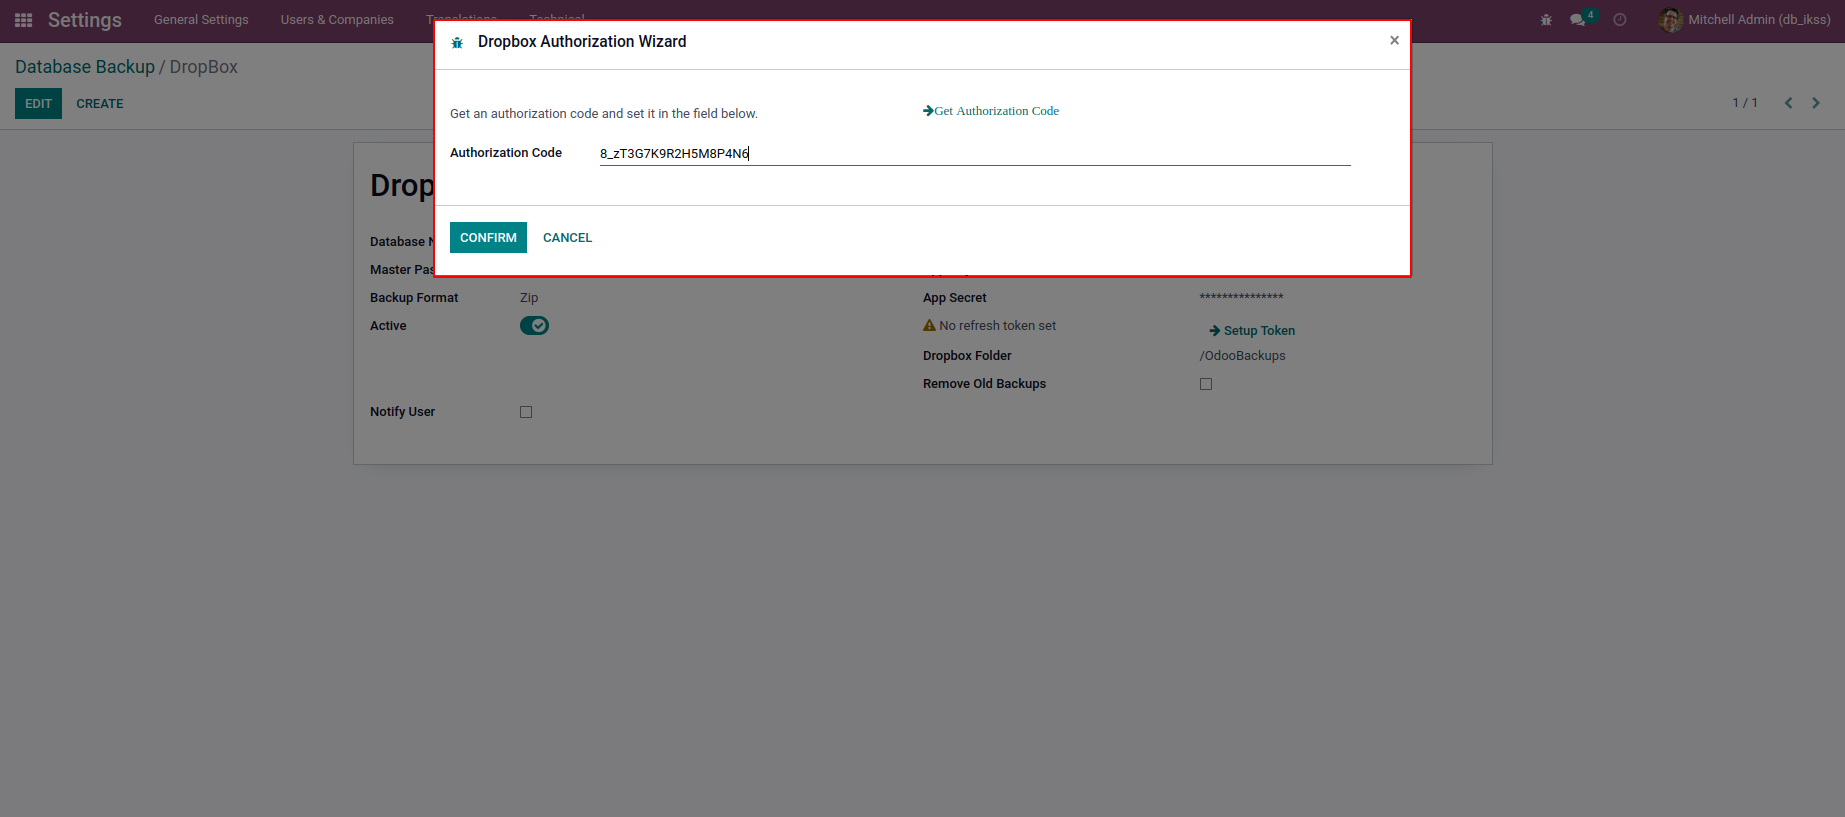 Settings General Settings Users & Companies Technical 4 Mitchell Admin (db_ikss)
Dropbox Authorization Wizard ×
Database Backup / DropBox
EDIT CREATE 1 / 1
Get an authorization code and set it in the field below. Get Authorization Code
Authorization Code 8_zT3G7K9R2H5M8P4N6
Drop
CONFIRM CANCEL
Database N
Master Pas
Backup Format Zip App Secret ***************
Active No refresh token set Setup Token
Dropbox Folder /OdooBackups
Remove Old Backups
Notify User